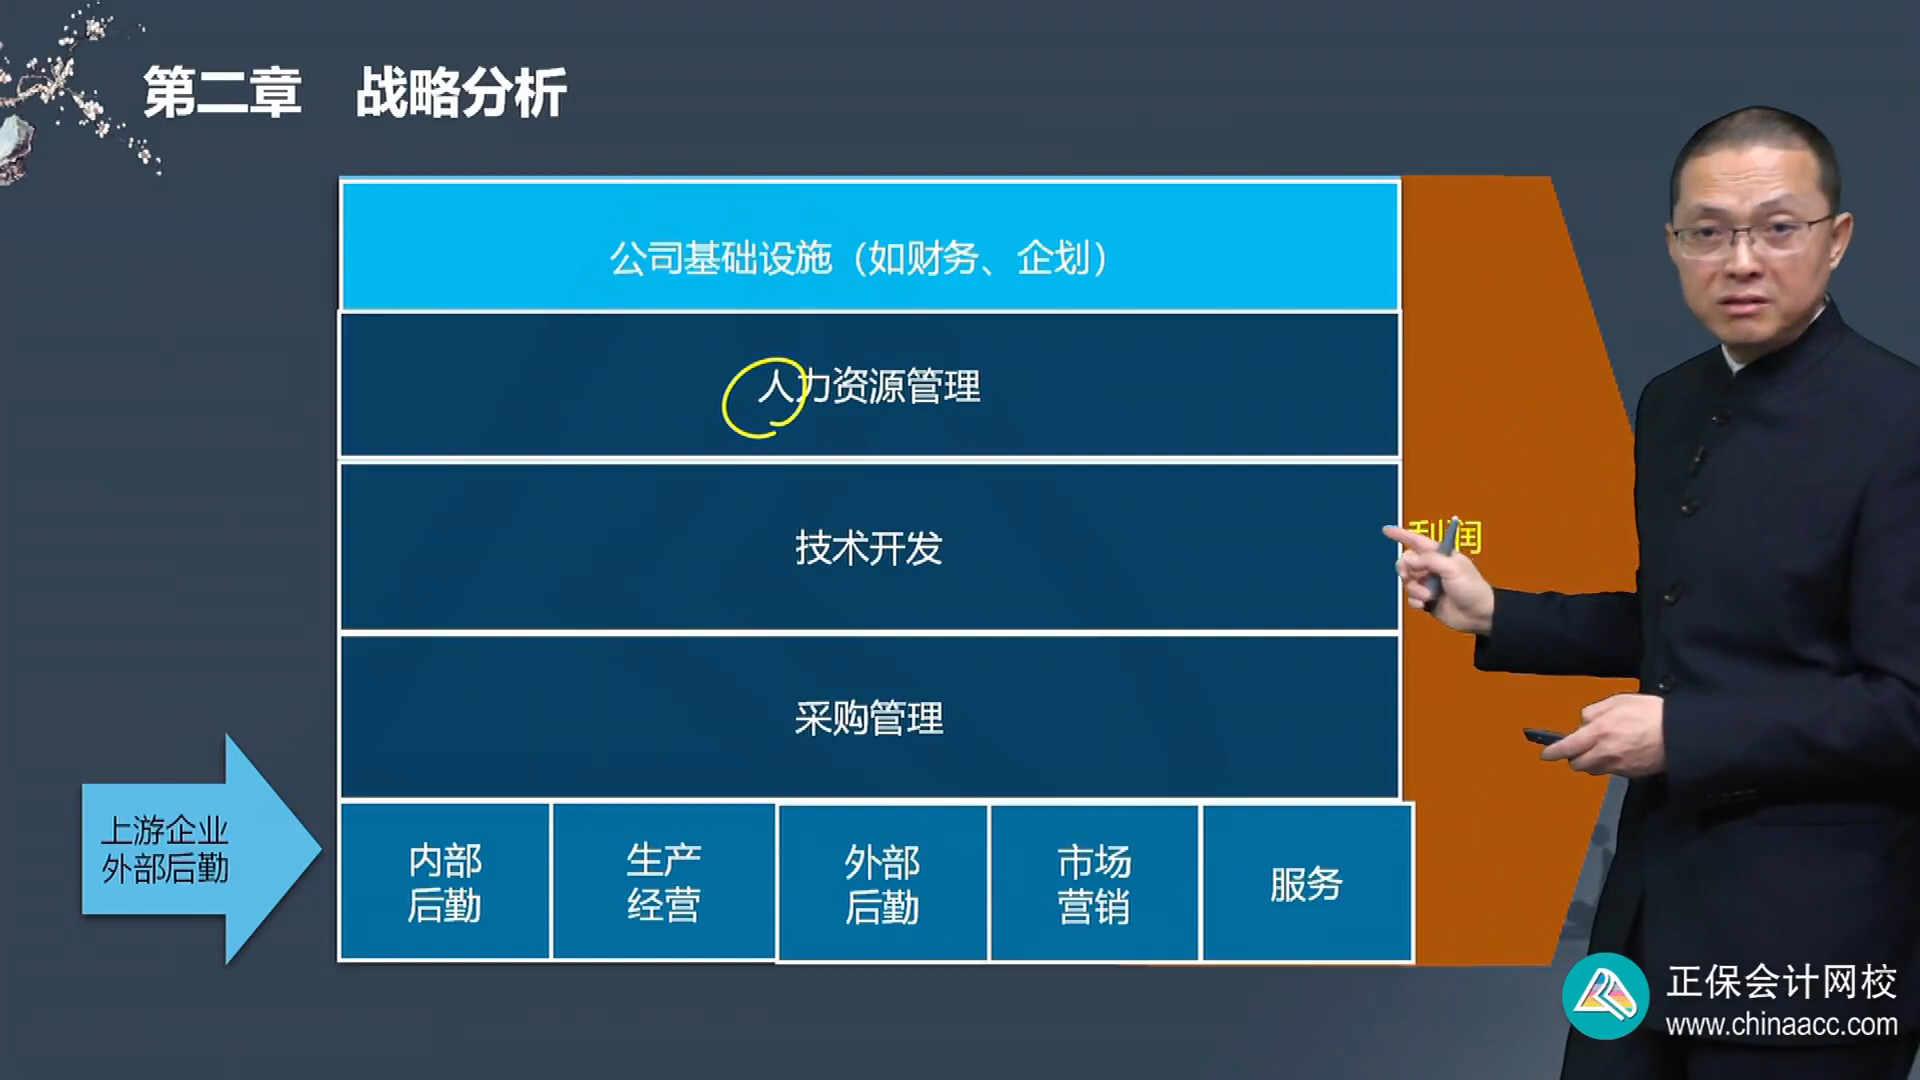 第二章 战略分析
公司基础设施（如财务、企划）
人力资源管理
技术开发
利润
采购管理
上游企业
外部后勤
内部
后勤
生产
经营
外部
后勤
市场
营销
服务
正保会计网校
www.chinaacc.com